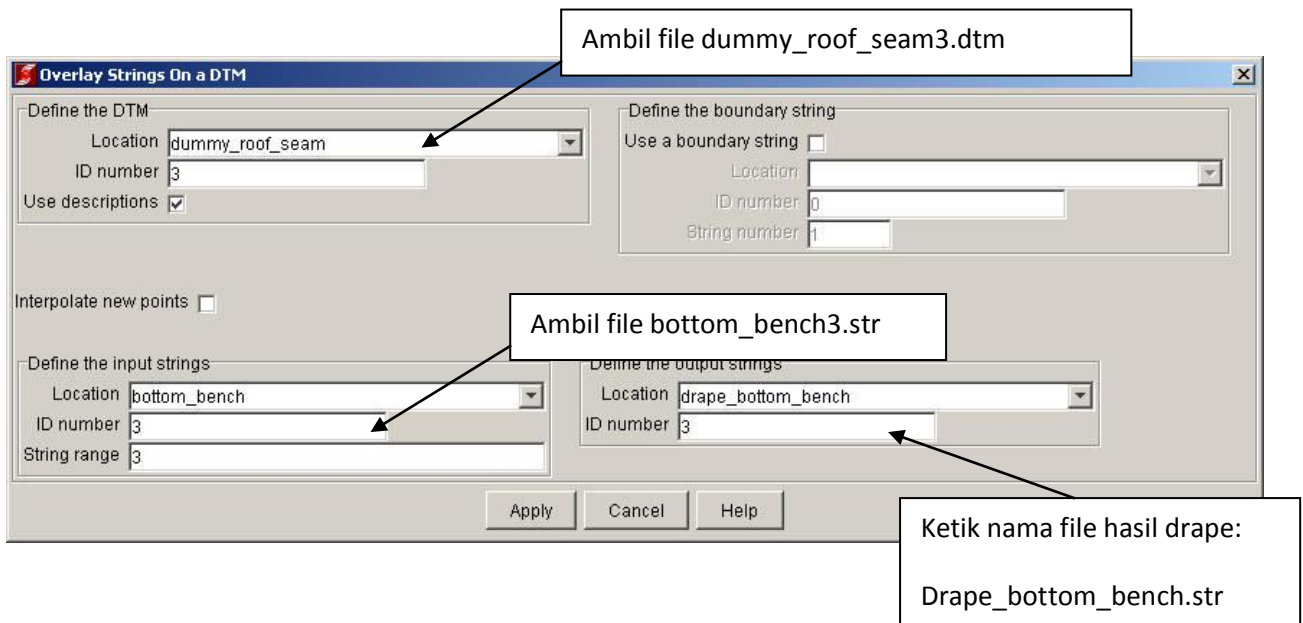 Ambil file dummy_roof_seam3.dtm
Overlay Strings On a DTM
Define the DTM
Location dummy_roof_seam
ID number 3
Use descriptions
Define the boundary string
Use a boundary string
Location
ID number 0
String number 1
Interpolate new points
Ambil file bottom_bench3.str
Define the input strings
Location bottom_bench
ID number 3
String range 3
Define the output strings
Location drape_bottom_bench
ID number 3
Apply Cancel Help
Ketik nama file hasil drape:
Drape_bottom_bench.str